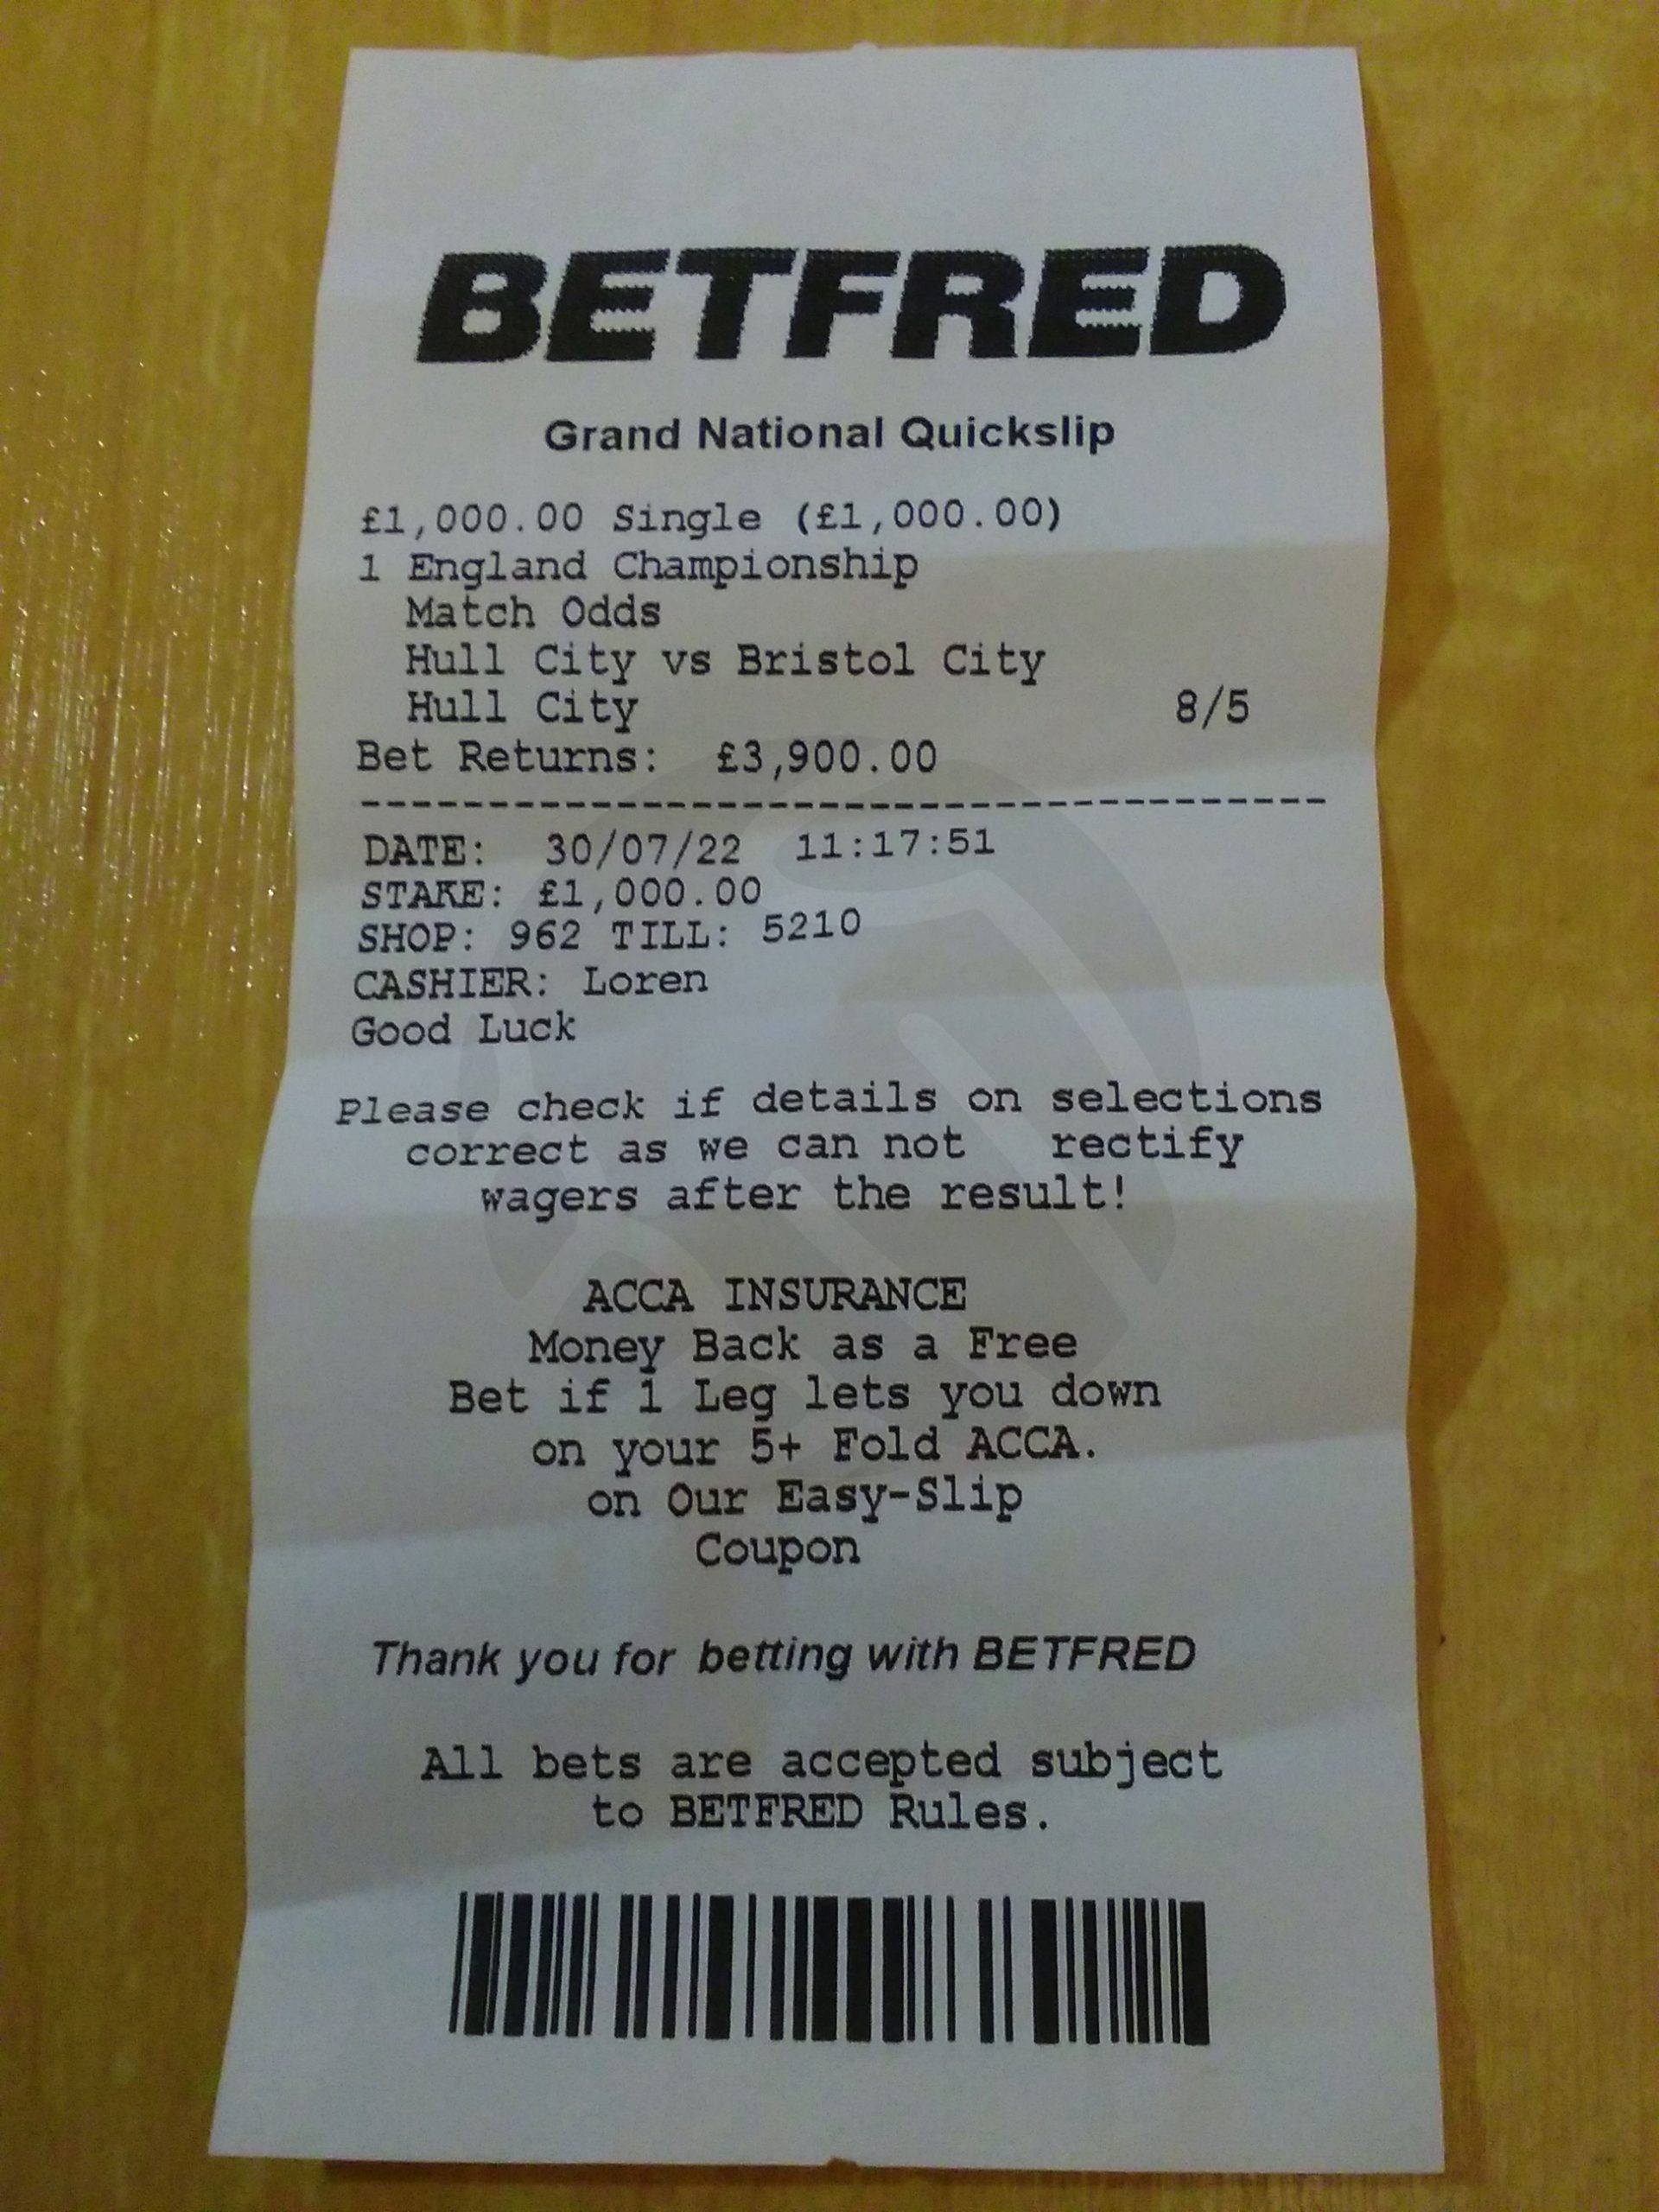 BETFRED
Grand National Quickslip
£1,000.00 Single (£1,000.00)
1 England Championship
Match Odds
Hull City vs Bristol City
Hull City 8/5
Bet Returns: £3,900.00
--------------------------------------
DATE: 30/07/22 11:17:51
STAKE: £1,000.00
SHOP: 962 TILL: 5210
CASHIER: Loren
Good Luck
Please check if details on selections
correct as we can not rectify
wagers after the result!
ACCA INSURANCE
Money Back as a Free
Bet if 1 Leg lets you down
on your 5+ Fold ACCA.
on Our Easy-Slip
Coupon
Thank you for betting with BETFRED
All bets are accepted subject
to BETFRED Rules.